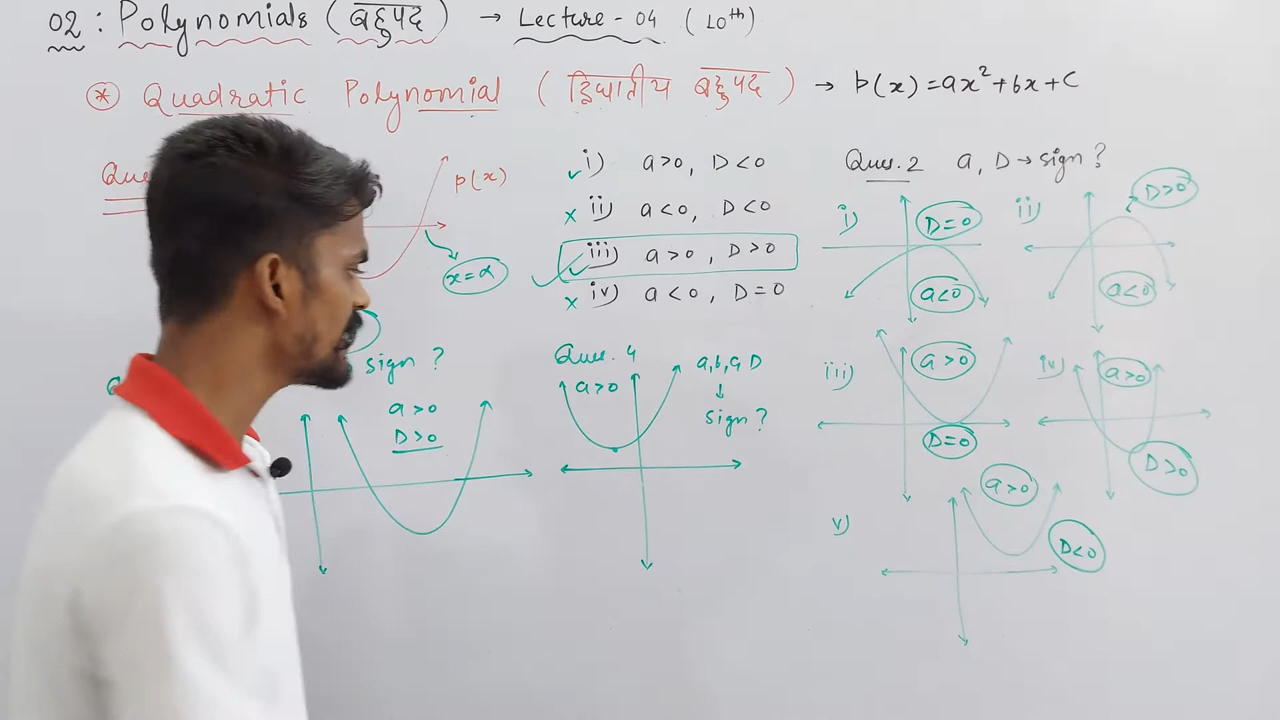 02 : Polynomials ( बहुपद ) → Lecture - 04 ( 10th )
* Quadratic Polynomial ( द्विघातीय बहुपद ) → p(x) = ax² + bx + c
p(x)
x = α
✓ i) a > 0, D < 0
x ii) a < 0, D < 0
✓ iii) a > 0, D > 0
x iv) a < 0, D = 0
Ques. 2 a, D → sign ?
i) D = 0
a < 0
ii) D > 0
a < 0
iii) a > 0
D = 0
iv) a > 0
D > 0
v) a > 0
D < 0
sign ?
a > 0
D > 0
Ques. 4
a > 0
sign ?